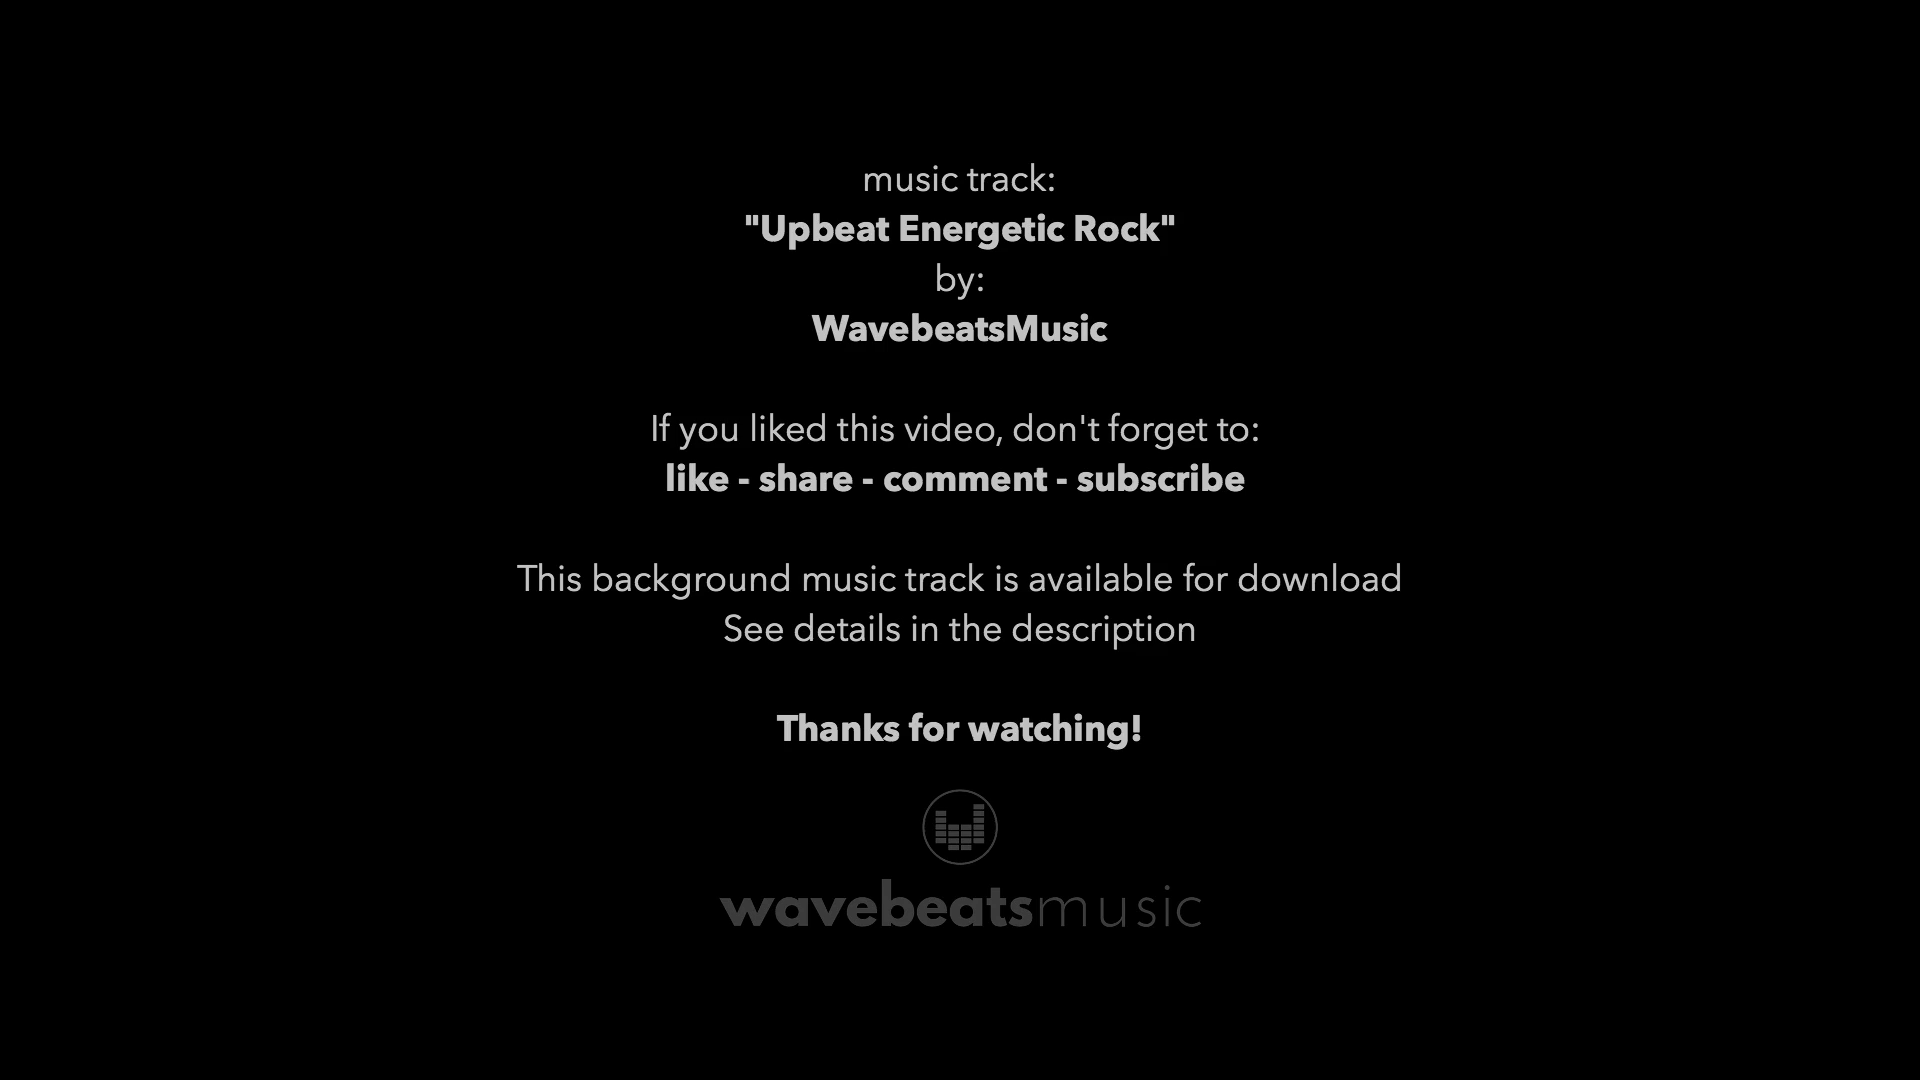 music track:
"Upbeat Energetic Rock"
by:
WavebeatsMusic
If you liked this video, don't forget to:
like - share - comment - subscribe
This background music track is available for download
See details in the description
Thanks for watching!
wavebeatsmusic